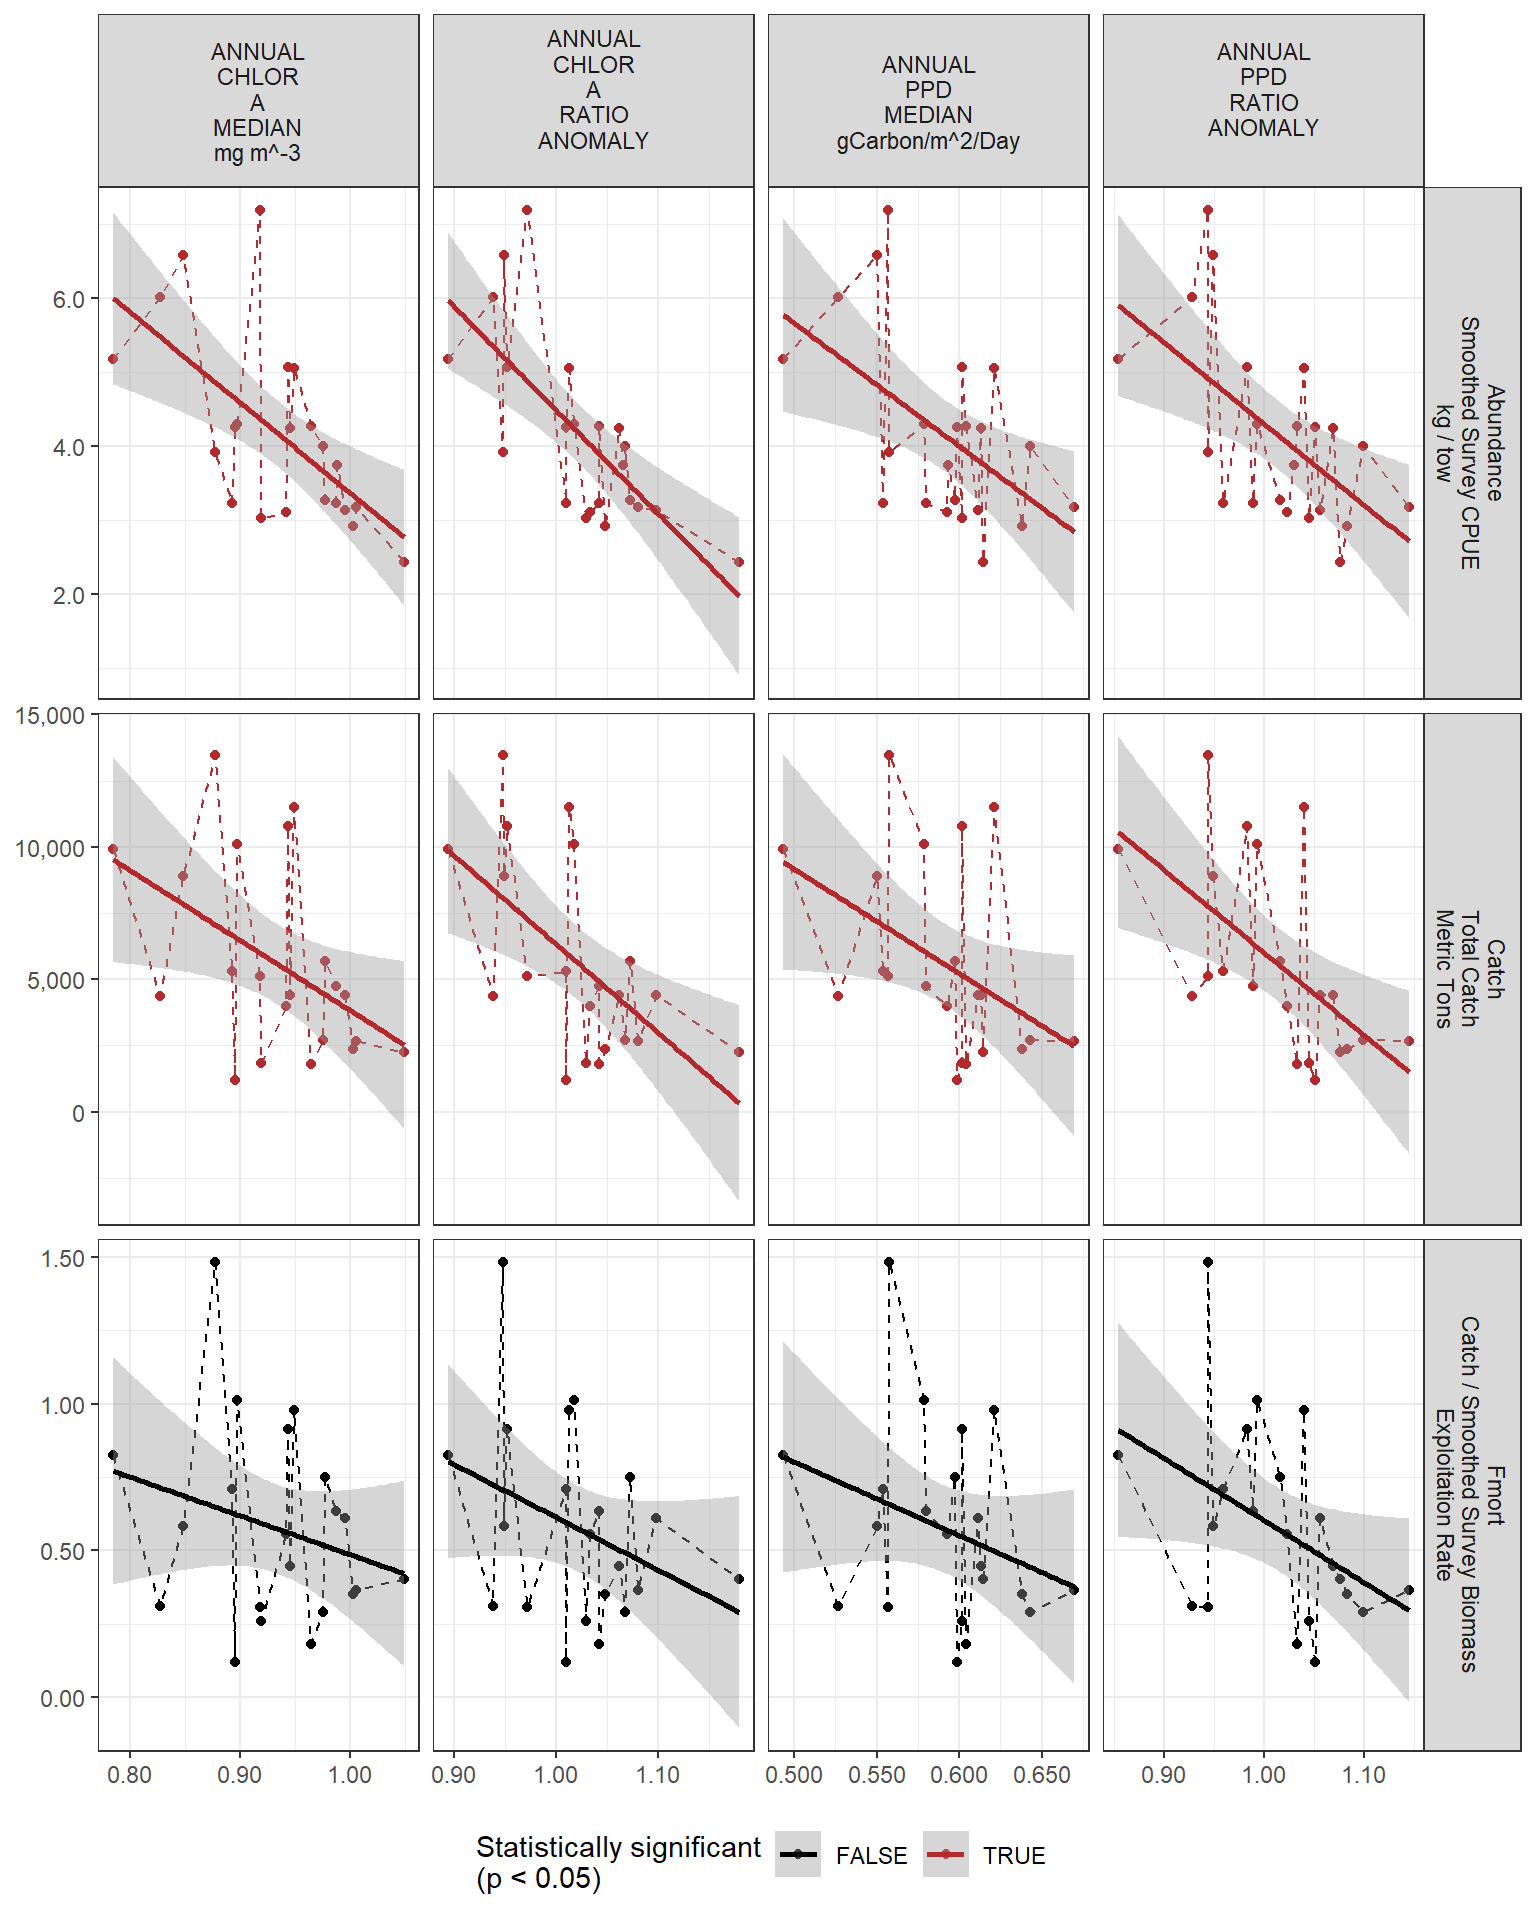 ANNUAL
CHLOR
A
MEDIAN
mg m^-3
ANNUAL
CHLOR
A
RATIO
ANOMALY
ANNUAL
PPD
MEDIAN
gCarbon/m^2/Day
ANNUAL
PPD
RATIO
ANOMALY
6.0
4.0
2.0
Abundance
Smoothed Survey CPUE
kg / tow
15,000
10,000
5,000
0
Catch
Total Catch
Metric Tons
1.50
1.00
0.50
0.00
Fmort
Catch / Smoothed Survey Biomass
Exploitation Rate
0.80 0.90 1.00
0.90 1.00 1.10
0.500 0.550 0.600 0.650
0.90 1.00 1.10
Statistically significant
(p < 0.05)
FALSE
TRUE